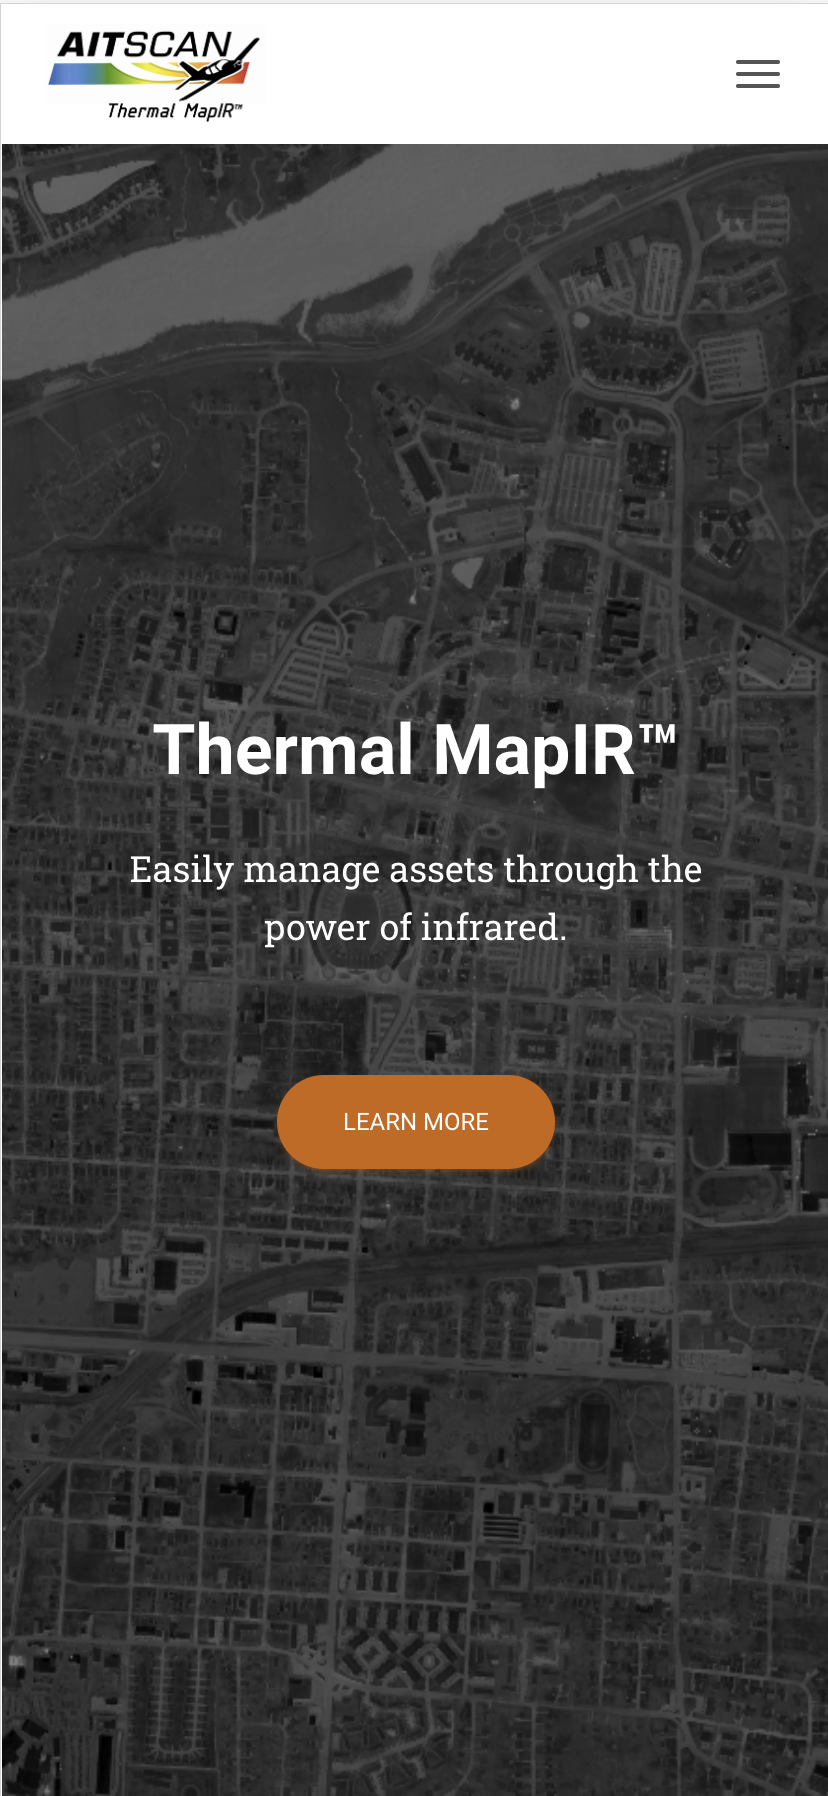 AITSCAN
Thermal MapIR™
Thermal MapIR™
Easily manage assets through the
power of infrared.
LEARN MORE